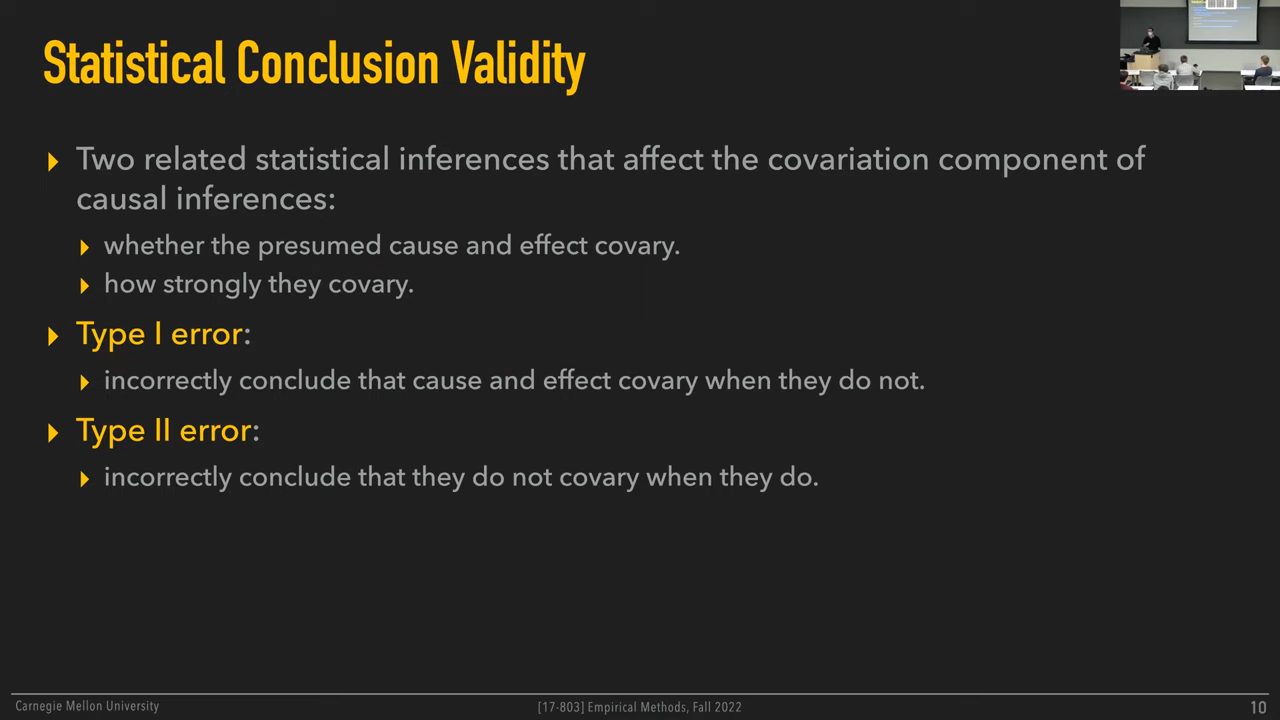 Statistical Conclusion Validity
Two related statistical inferences that affect the covariation component of
causal inferences:
whether the presumed cause and effect covary.
how strongly they covary.
Type I error:
incorrectly conclude that cause and effect covary when they do not.
Type II error:
incorrectly conclude that they do not covary when they do.
Carnegie Mellon University
[17-803] Empirical Methods, Fall 2022
10